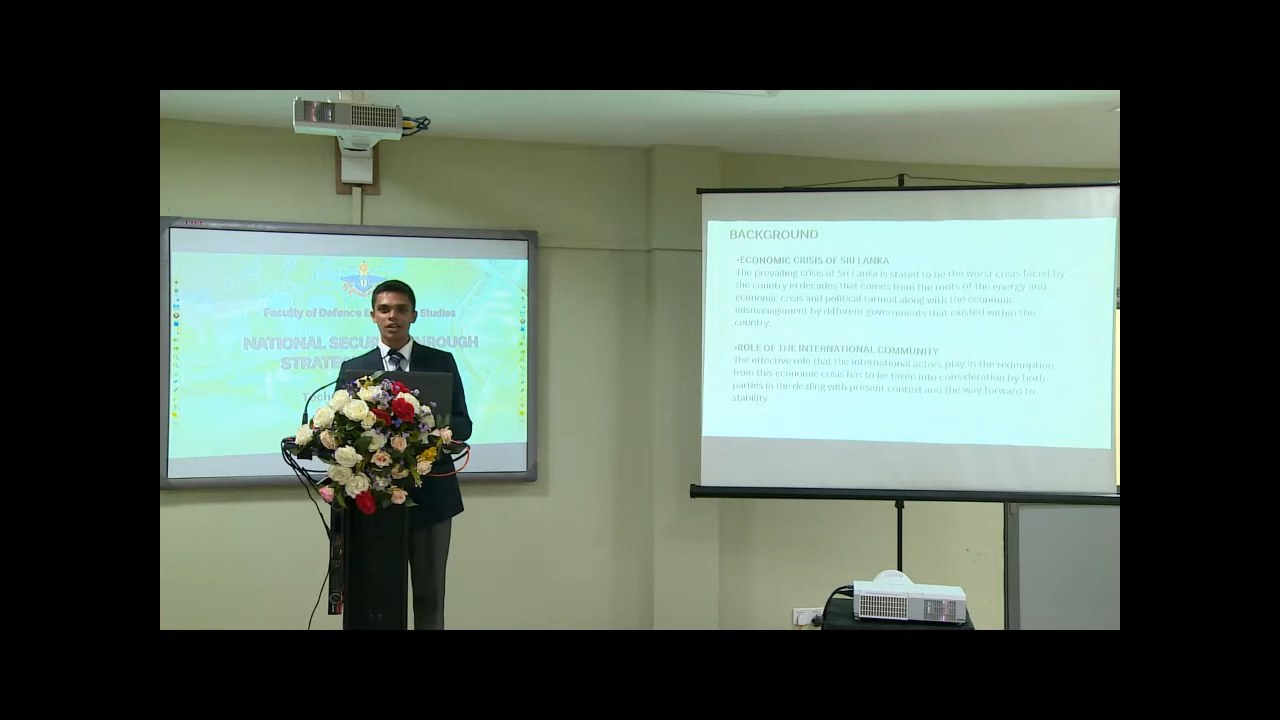 Faculty of Defence & Studies
NATIONAL SECUR THROUGH
STRATE
BACKGROUND
•ECONOMIC CRISIS OF SRI LANKA
The prevailing crisis of Sri Lanka is stated to be the worst crisis faced by
the country in decades that comes from the roots of the energy and
economic crisis and political turmoil along with the economic
mismanagement by different governments that existed within the
country.
•ROLE OF THE INTERNATIONAL COMMUNITY
The effective role that the international actors play in the redemption
from this economic crisis has to be taken into consideration by both
parties in the dealing with present context and the way forward to
stability